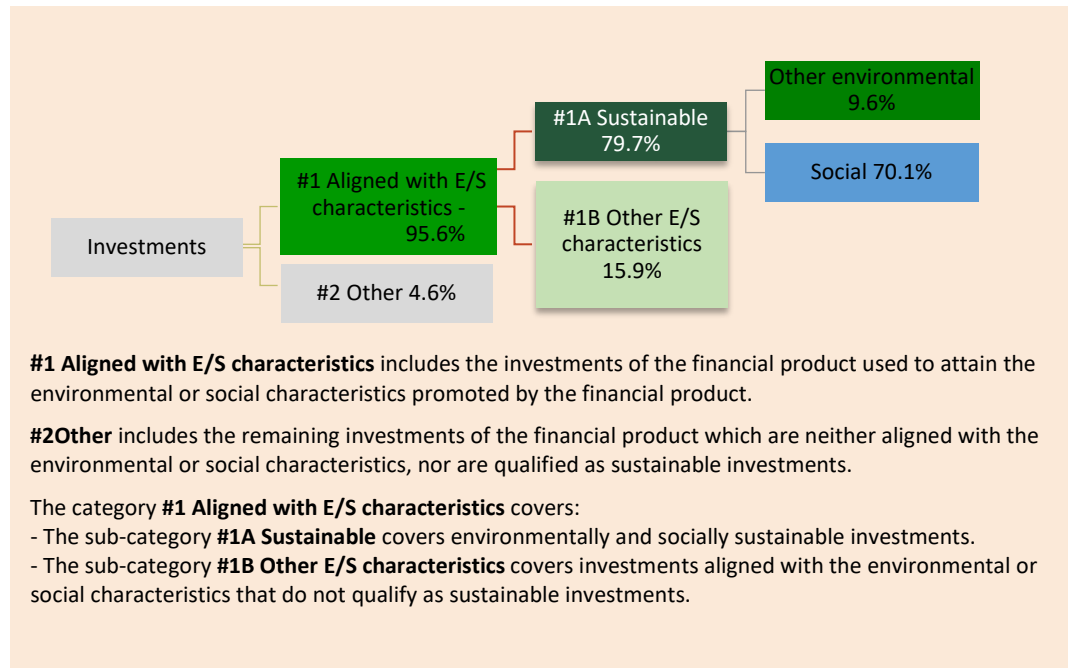 Investments
#1 Aligned with E/S
characteristics -
95.6%
#2 Other 4.6%
#1A Sustainable
79.7%
#1B Other E/S
characteristics
15.9%
Other environmental
9.6%
Social 70.1%
#1 Aligned with E/S characteristics includes the investments of the financial product used to attain the
environmental or social characteristics promoted by the financial product.
#2Other includes the remaining investments of the financial product which are neither aligned with the
environmental or social characteristics, nor are qualified as sustainable investments.
The category #1 Aligned with E/S characteristics covers:
- The sub-category #1A Sustainable covers environmentally and socially sustainable investments.
- The sub-category #1B Other E/S characteristics covers investments aligned with the environmental or
social characteristics that do not qualify as sustainable investments.